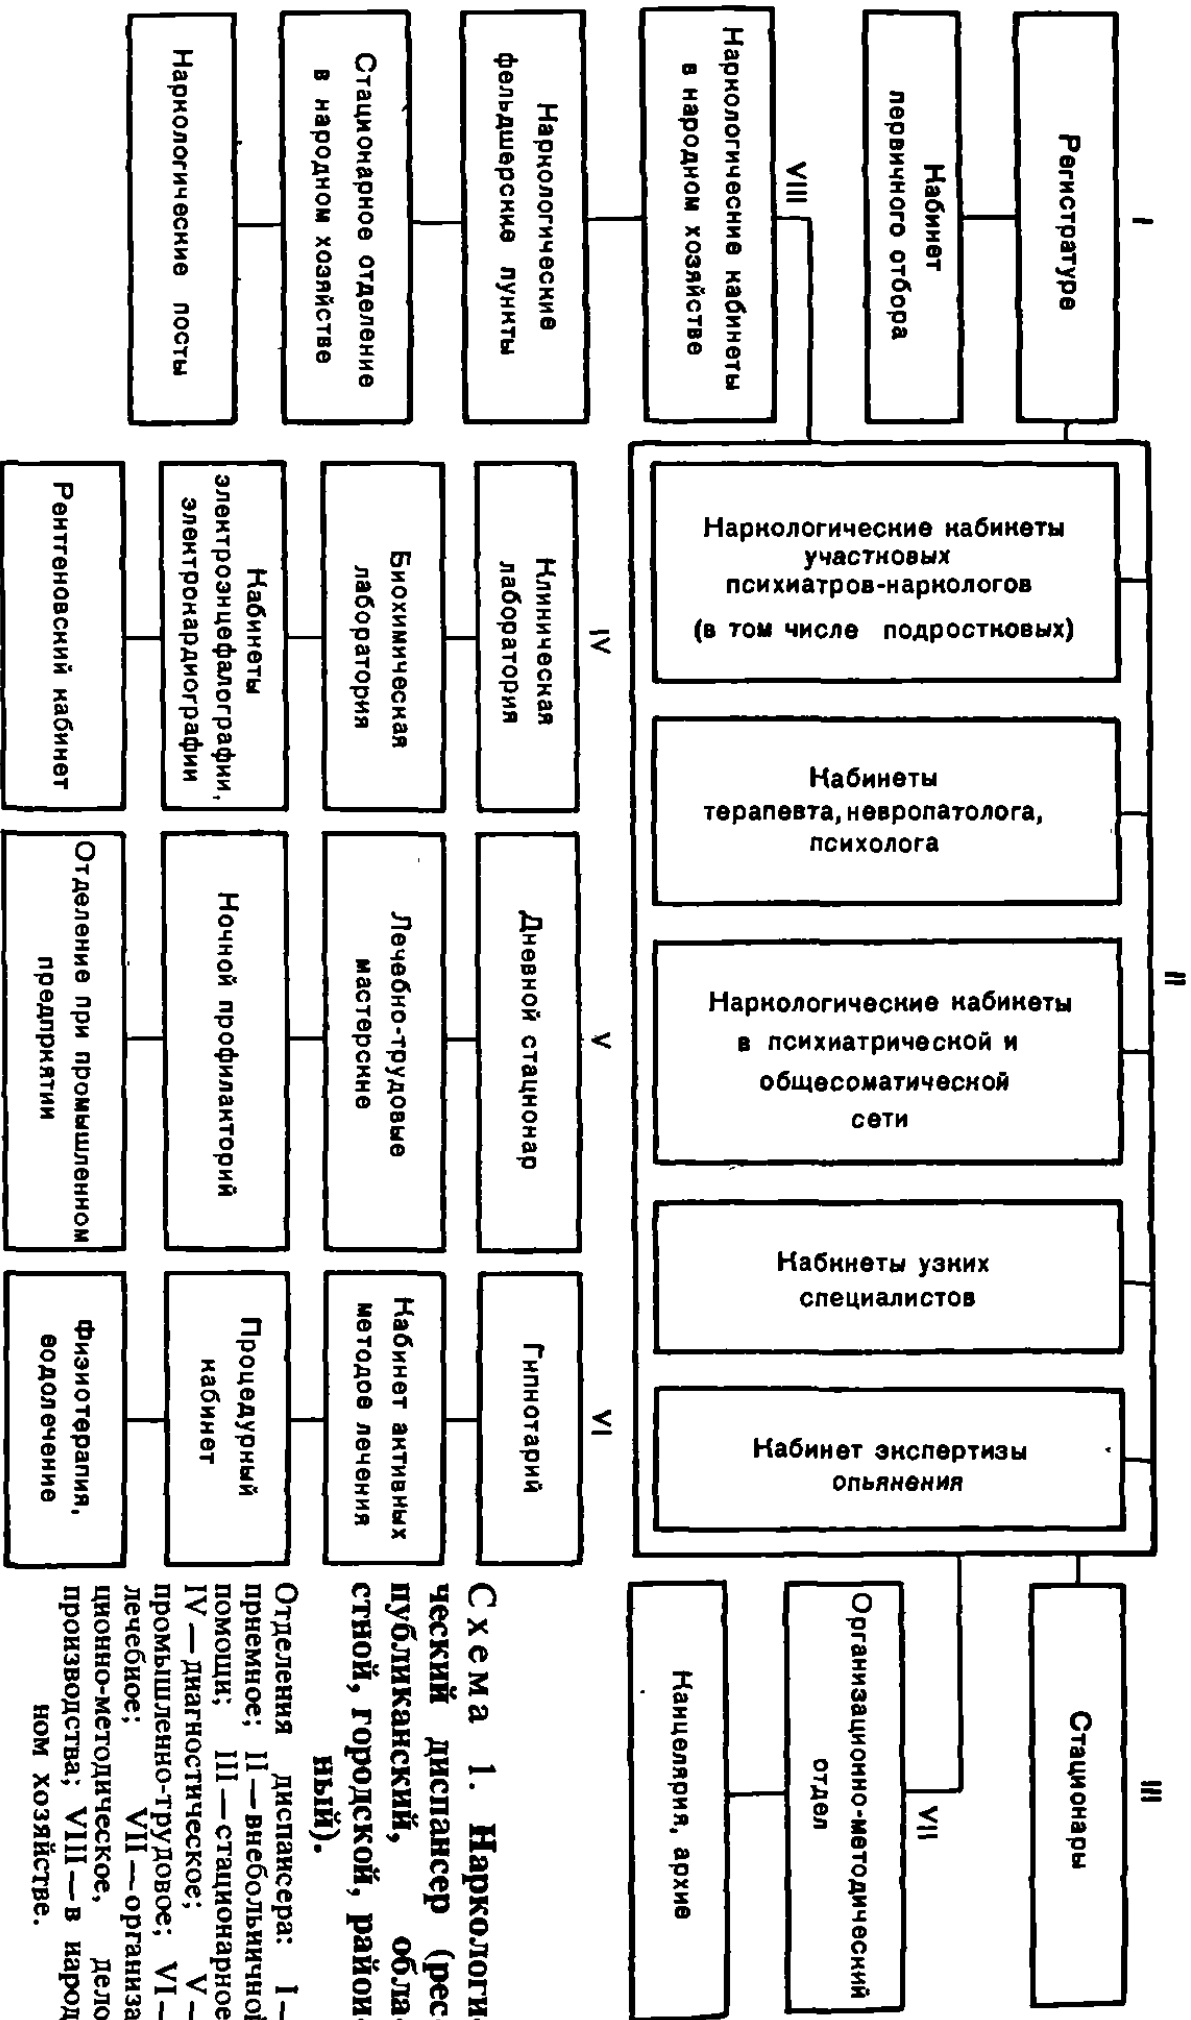 I
Регистратуре
Кабинет
первичного отбора
VIII
Наркологические кабинеты
в народном хозяйстве
Наркологические
фельдшерские пункты
Стационарное отделение
в народном хозяйстве
Наркологические посты
II
Наркологические кабинеты
участковых
психиатров-наркологов
(в том числе подростковых)
Кабинеты
терапевта, невропатолога,
психолога
Наркологические кабинеты
в психиатрической и
общесоматической
сети
Кабинеты узких
специалистов
Кабинет экспертизы
опьянения
III
Стационары
VII
Организационно-методический
отдел
Канцелярия, архив
IV
Клиническая
лаборатория
Биохимическая
лаборатория
Кабинеты
электроэнцефалографии,
электрокардиографии
Рентгеновский кабинет
V
Дневной стационар
Лечебно-трудовые
мастерские
Ночной профилакторий
Отделение при промышленном
предприятии
VI
Гипнотарий
Кабинет активных
методов лечения
Процедурный
кабинет
Физиотерапия,
водолечение
Схема 1. Наркологи-
ческий диспансер (рес-
публиканский, обла-
стной, городской, район-
ный).
Отделения диспансера: I —
приемное; II — внебольничной
помощи; III — стационарное;
IV — диагностическое; V —
промышленно-трудовое; VI —
лечебное; VII — организа-
ционно-методическое, дело-
производства; VIII — в народ-
ном хозяйстве.